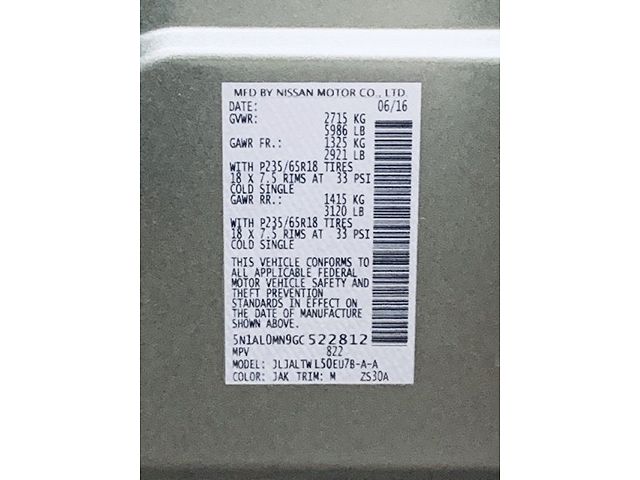 MFD BY NISSAN MOTOR CO., LTD.
DATE: 06/16
GVWR: 2715 KG
5986 LB
GAWR FR.: 1325 KG
2921 LB
WITH P235/65R18 TIRES
18 X 7.5 RIMS AT 33 PSI
COLD SINGLE
GAWR RR.: 1415 KG
3120 LB
WITH P235/65R18 TIRES
18 X 7.5 RIMS AT 33 PSI
COLD SINGLE
THIS VEHICLE CONFORMS TO
ALL APPLICABLE FEDERAL
MOTOR VEHICLE SAFETY AND
THEFT PREVENTION
STANDARDS IN EFFECT ON
THE DATE OF MANUFACTURE
SHOWN ABOVE.
5N1AL0MN9GC522812
MPV 822
MODEL: JLJALTWL50EU7B-A-A
COLOR: JAK TRIM: M ZS30A